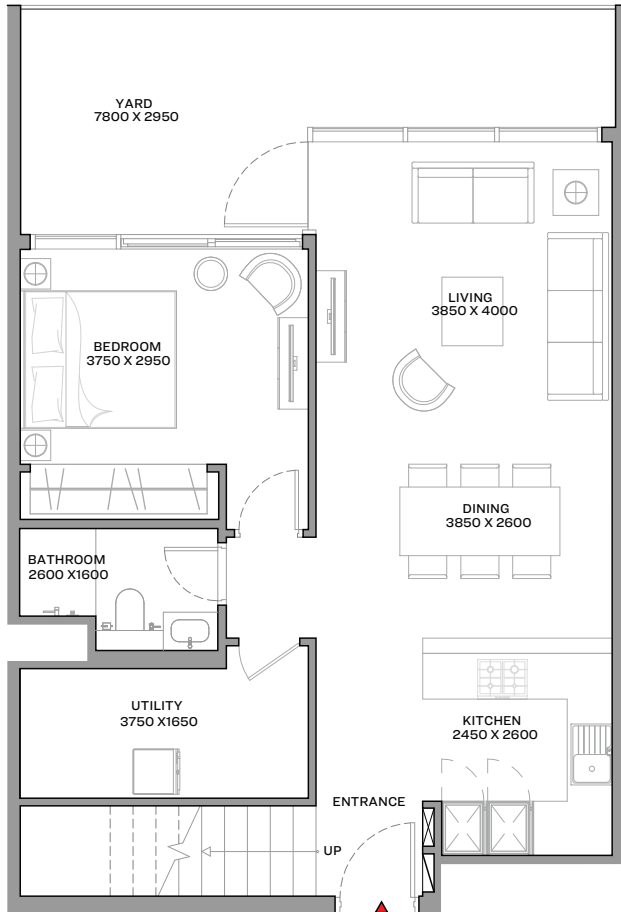 YARD
7800 X 2950
LIVING
3850 X 4000
BEDROOM
3750 X 2950
DINING
3850 X 2600
BATHROOM
2600 X1600
UTILITY
3750 X1650
KITCHEN
2450 X 2600
ENTRANCE
UP